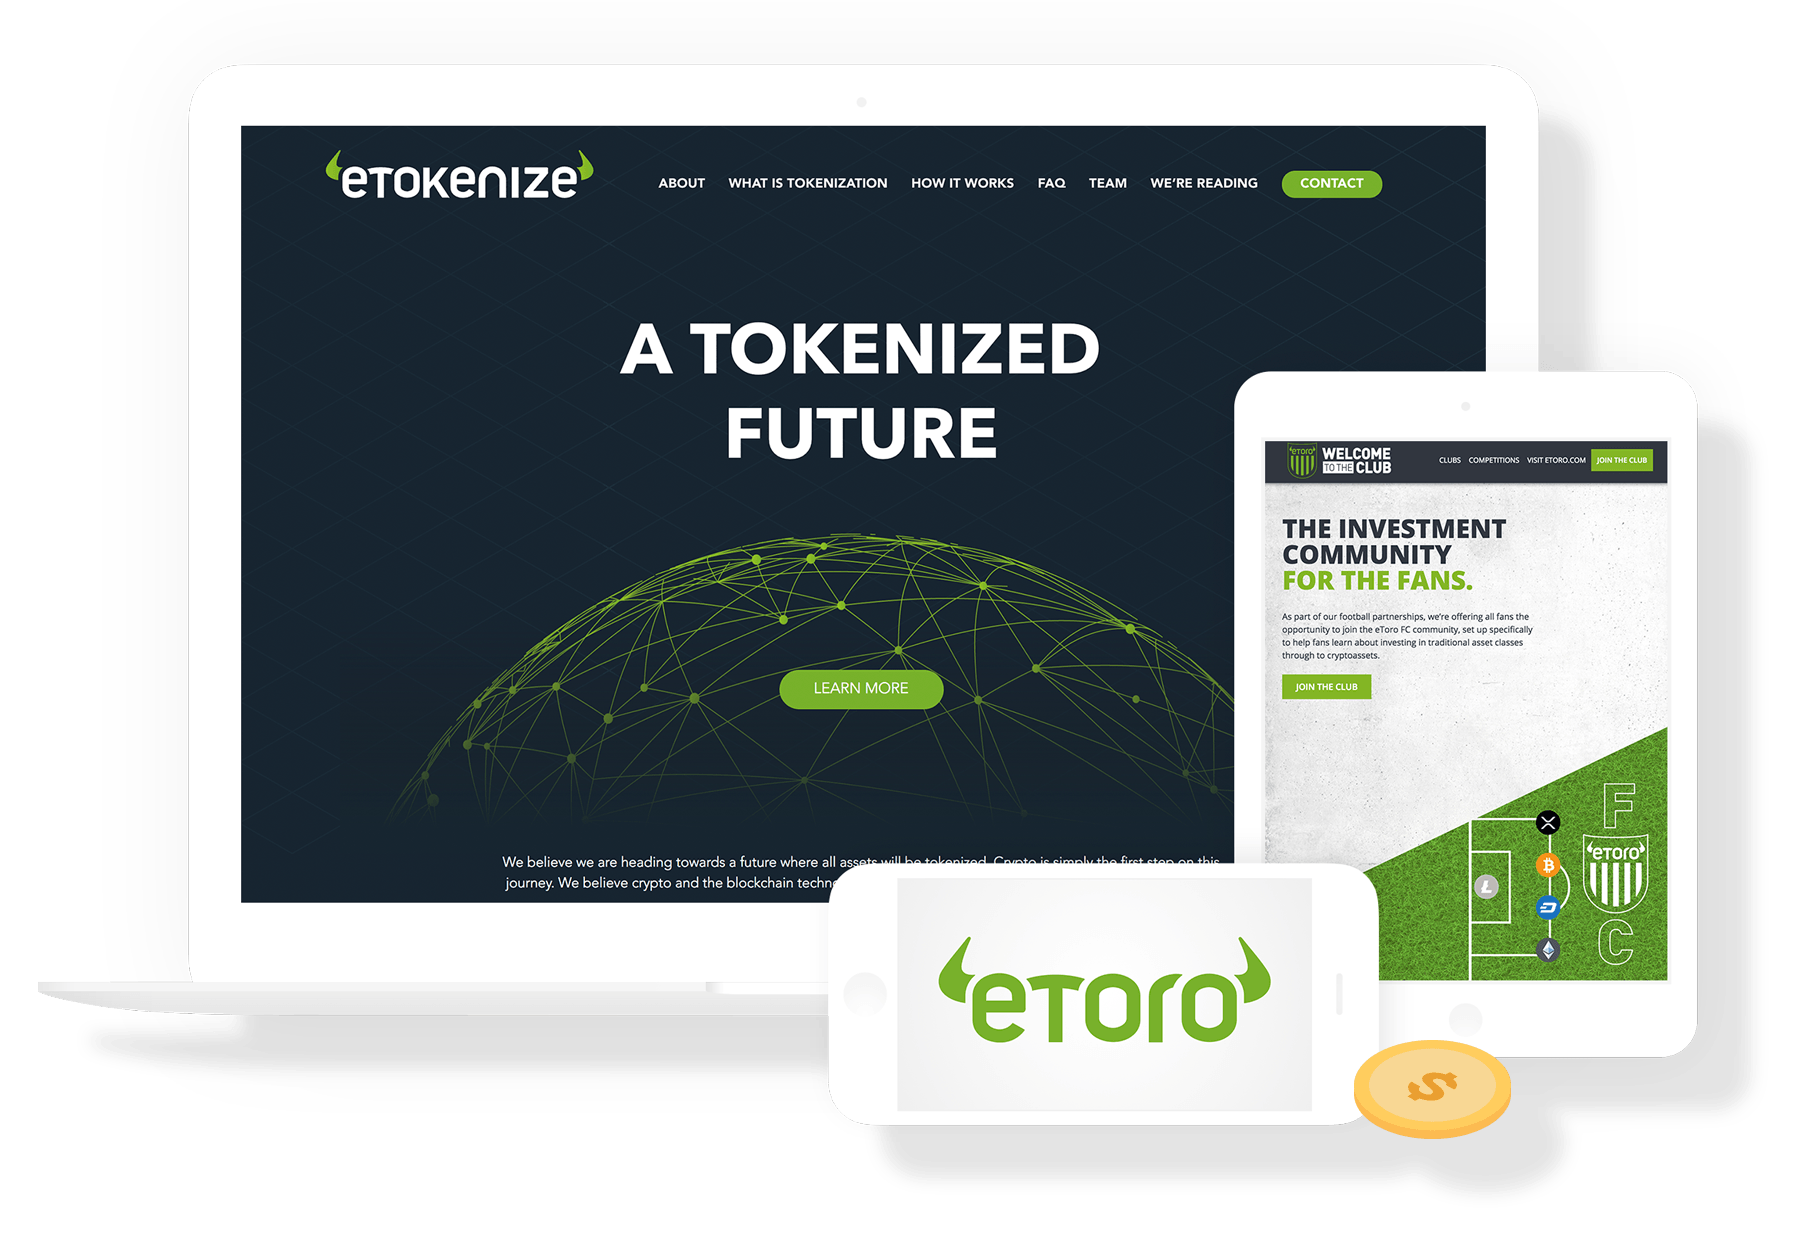 eTOKENIZE
ABOUT WHAT IS TOKENIZATION HOW IT WORKS FAQ TEAM WE'RE READING CONTACT
A TOKENIZED
FUTURE
LEARN MORE
We believe we are heading towards a future where all assets will be tokenized. Crypto is simply the first step on this
journey. We believe crypto and the blockchain
eTORO
WELCOME
TO THE CLUB
CLUBS COMPETITIONS VISIT ETORO.COM JOIN THE CLUB
THE INVESTMENT
COMMUNITY
FOR THE FANS.
As part of our football partnerships, we're offering all fans the
opportunity to join the eToro FC community, set up specifically
to help fans learn about investing in traditional asset classes
through to cryptoassets.
JOIN THE CLUB
F
eTORO
C
eTORO
$